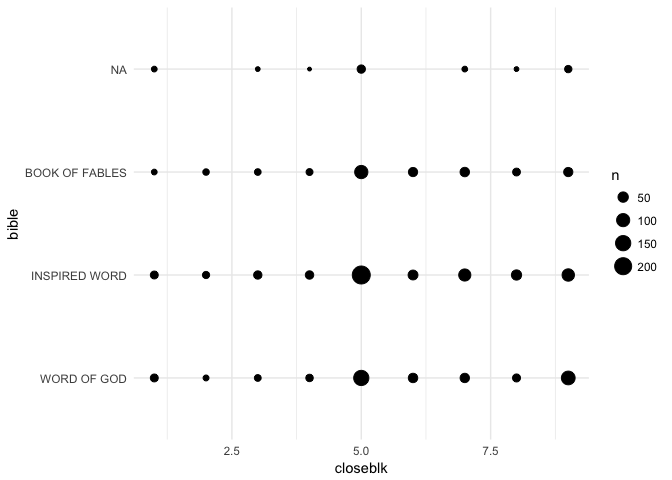 NA
BOOK OF FABLES
INSPIRED WORD
WORD OF GOD
bible
2.5 5.0 7.5
closeblk
n
50
100
150
200